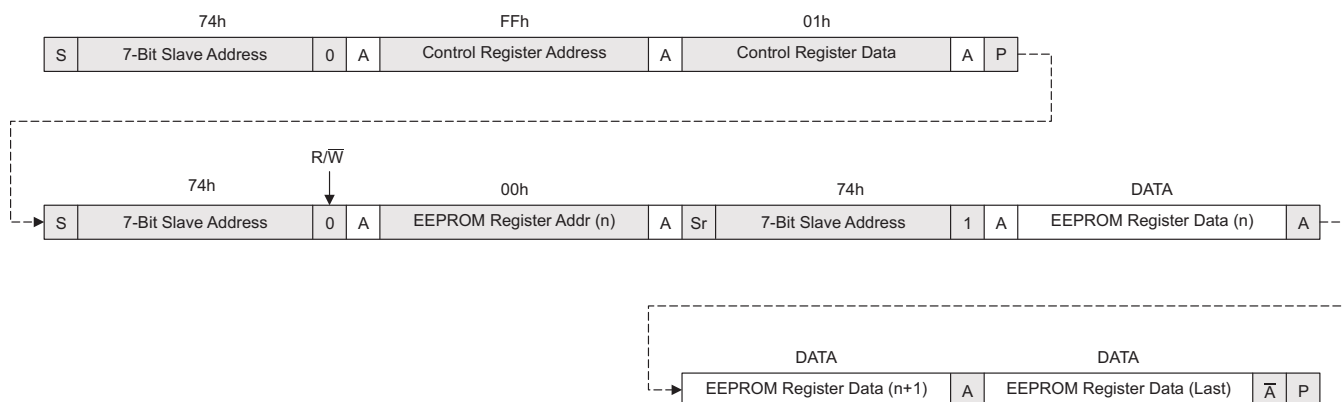 74h FFh 01h
S 7-Bit Slave Address 0 A Control Register Address A Control Register Data A P
R/W̅
74h 00h 74h DATA
S 7-Bit Slave Address 0 A EEPROM Register Addr (n) A Sr 7-Bit Slave Address 1 A EEPROM Register Data (n) A
DATA DATA
EEPROM Register Data (n+1) A EEPROM Register Data (Last) A̅ P